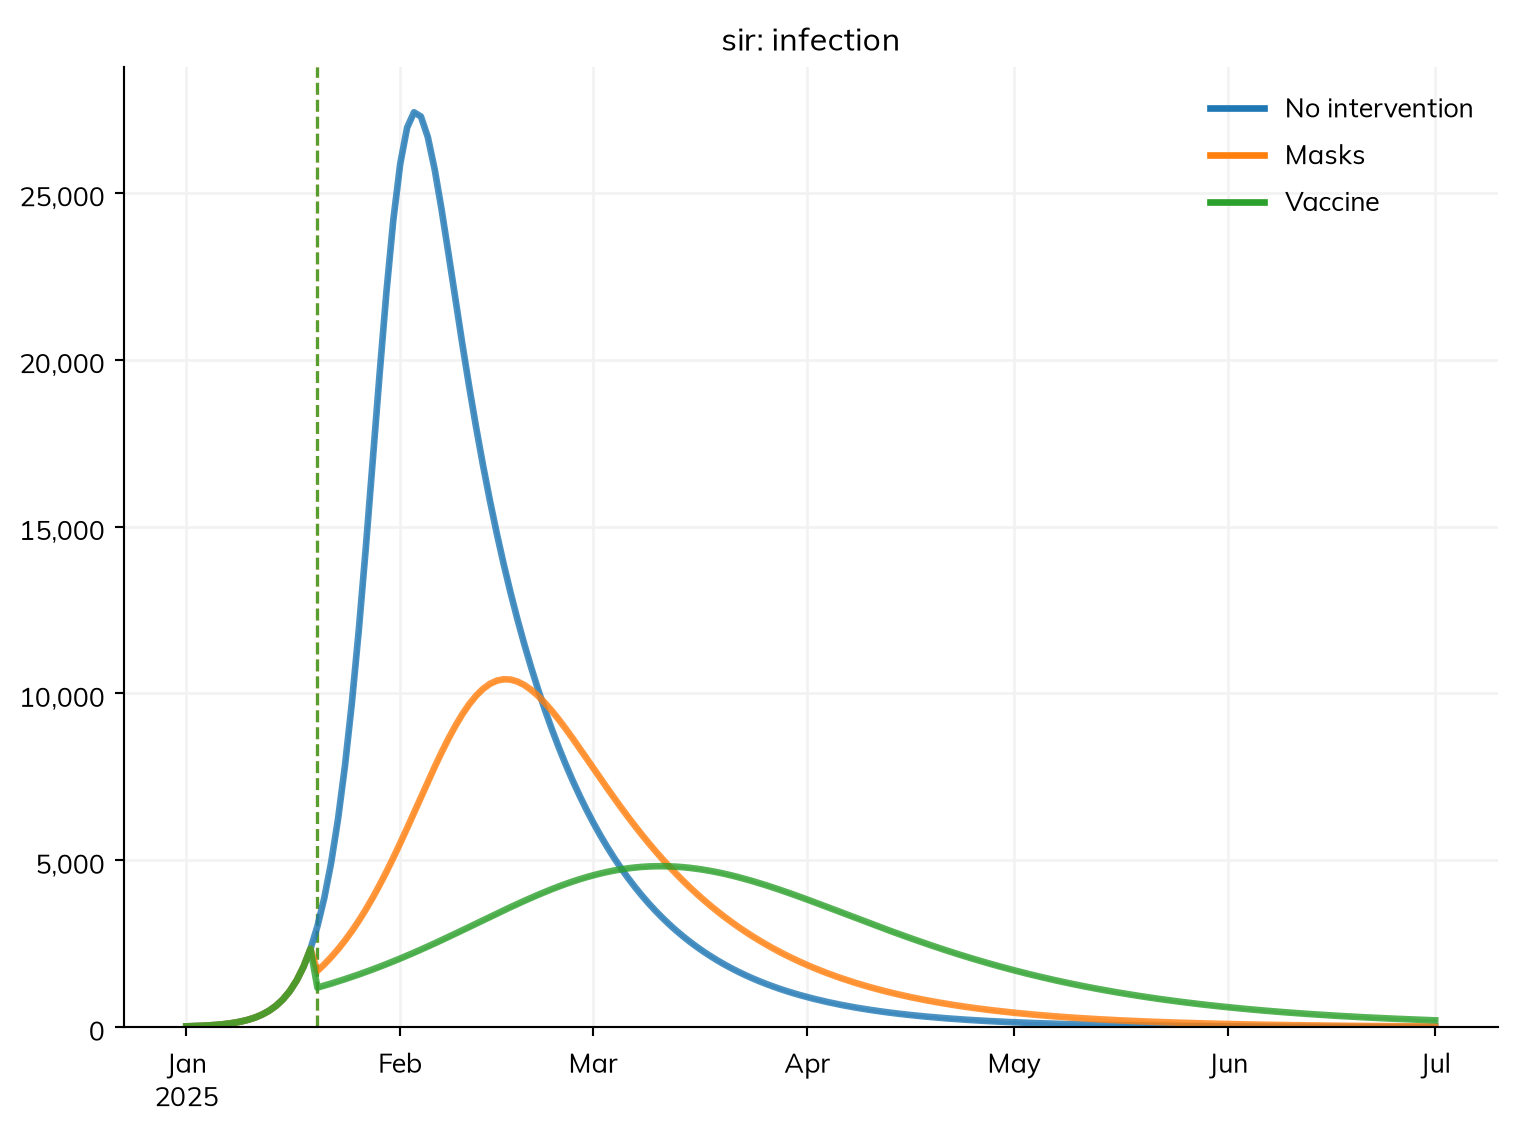 sir: infection
No intervention
Masks
Vaccine
25,000
20,000
15,000
10,000
5,000
0
Jan Feb Mar Apr May Jun Jul
2025